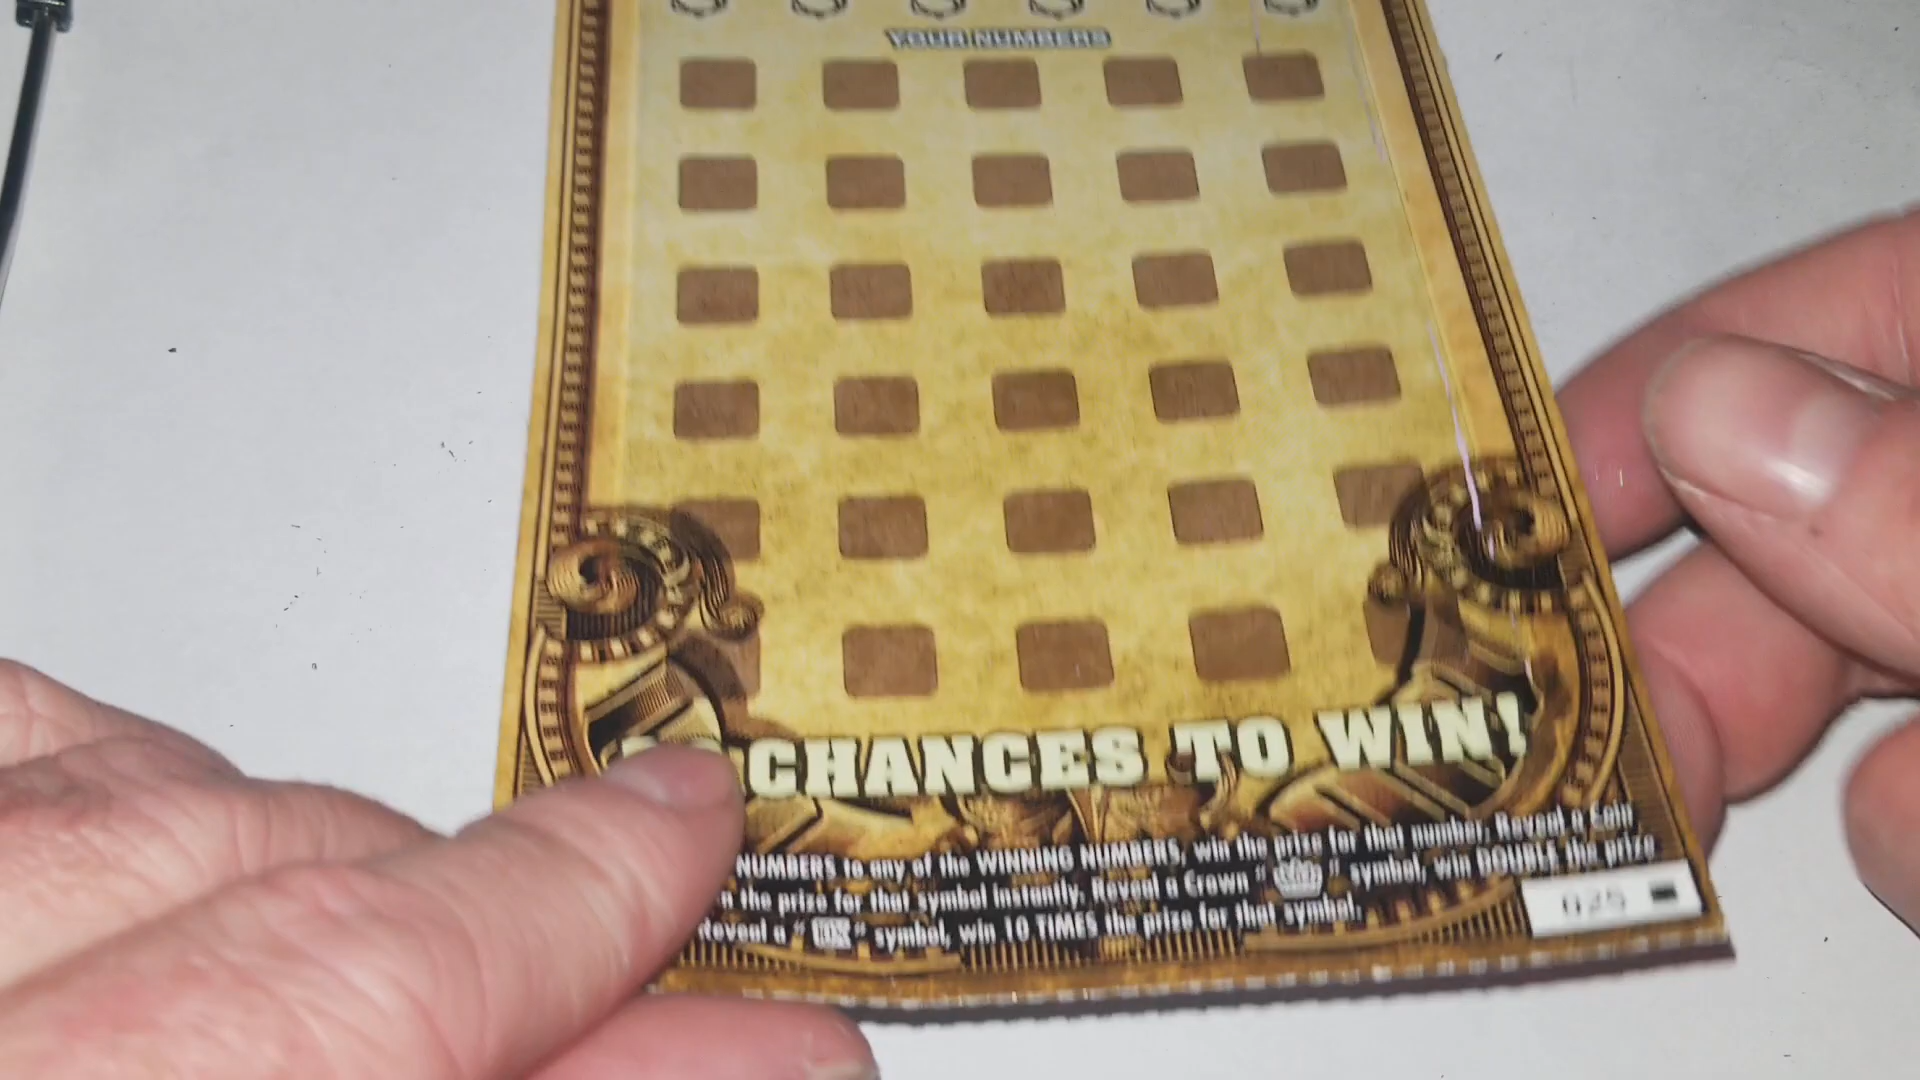 YOUR NUMBERS
CHANCES TO WIN!
NUMBERS to any of the WINNING NUMBERS, win the prize for that number. Reveal a Coin
the prize for that symbol instantly. Reveal a Crown " " symbol, win DOUBLE the prize
Reveal a " 10X " symbol, win 10 TIMES the prize for that symbol.
025